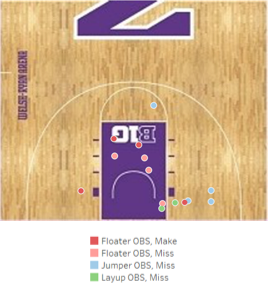 WELSH-RYAN ARENA
B1G
Floater OBS, Make
Floater OBS, Miss
Jumper OBS, Miss
Layup OBS, Miss